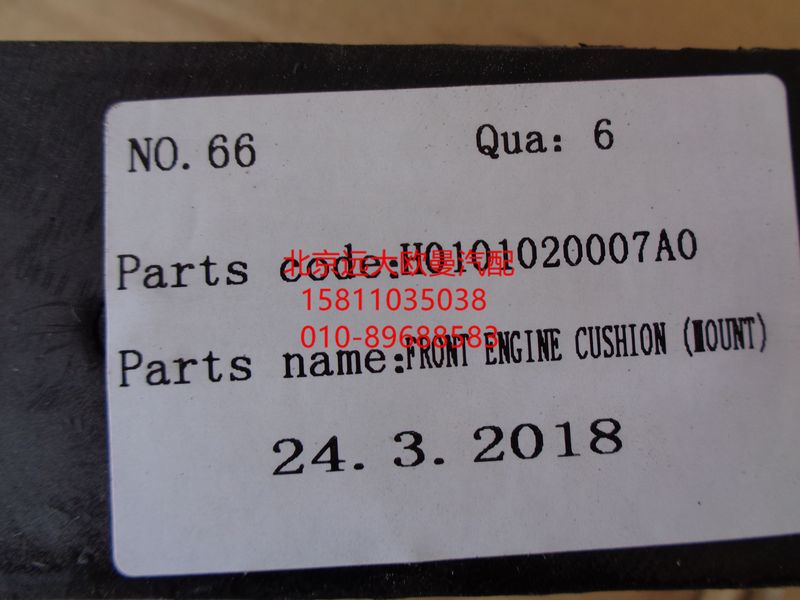 NO. 66 Qua: 6
Parts code:H0101020007A0
北京远大欧曼汽配
15811035038
010-89688583
Parts name:FRONT ENGINE CUSHION (MOUNT)
24. 3. 2018